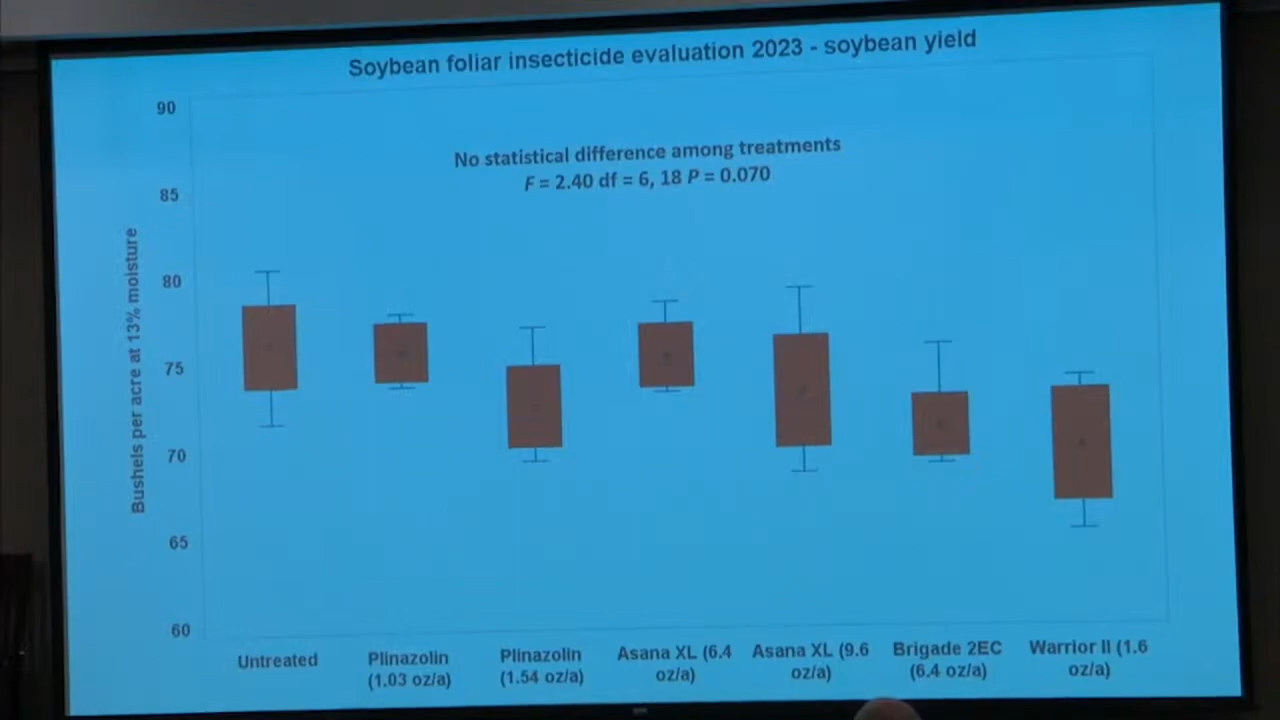 Soybean foliar insecticide evaluation 2023 - soybean yield
No statistical difference among treatments
F = 2.40 df = 6, 18 P = 0.070
Bushels per acre at 13% moisture
90
85
80
75
70
65
60
Untreated
Plinazolin
(1.03 oz/a)
Plinazolin
(1.54 oz/a)
Asana XL (6.4
oz/a)
Asana XL (9.6
oz/a)
Brigade 2EC
(6.4 oz/a)
Warrior II (1.6
oz/a)